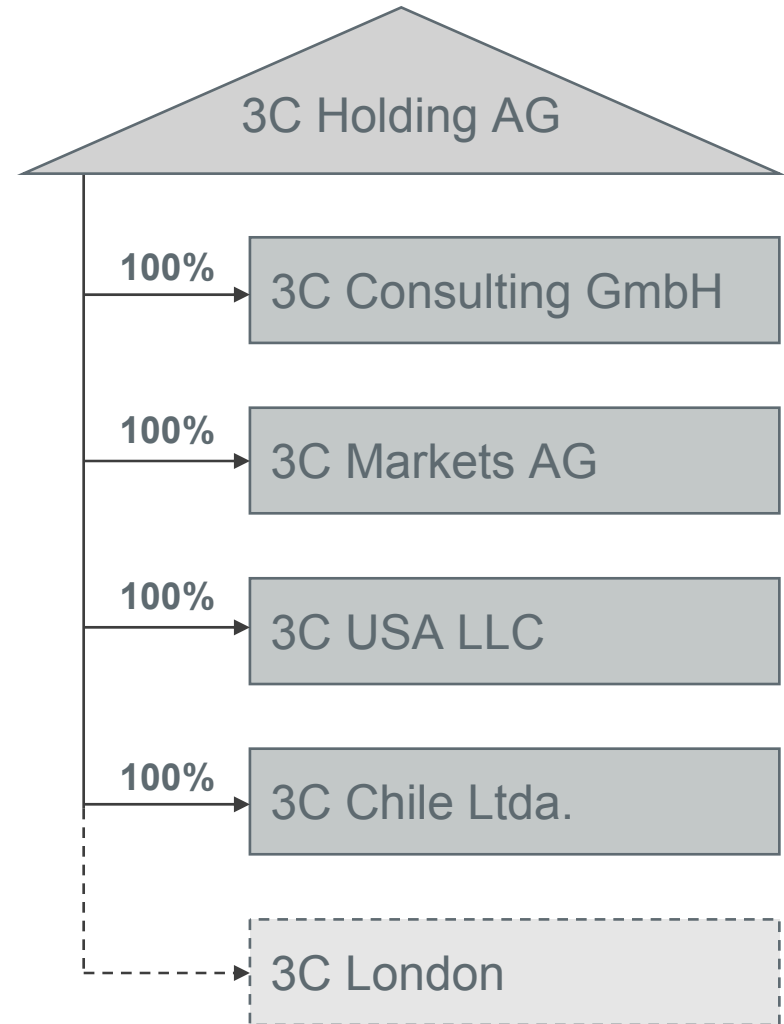 3C Holding AG
100%
3C Consulting GmbH
100%
3C Markets AG
100%
3C USA LLC
100%
3C Chile Ltda.
3C London